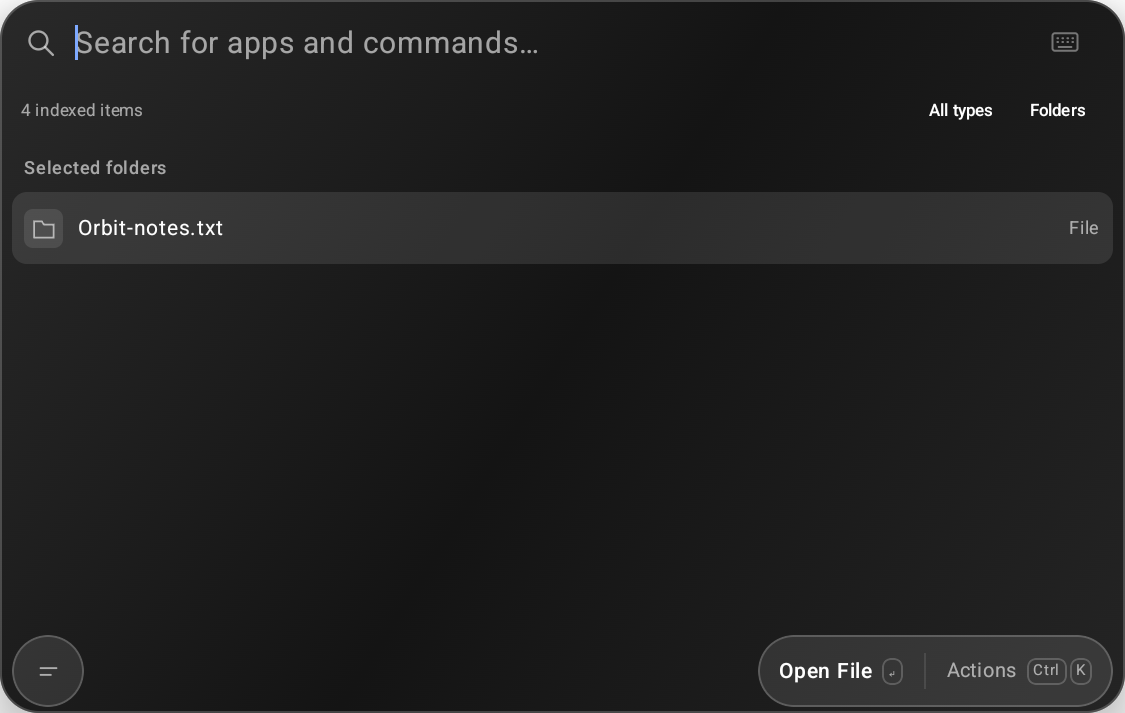 Search for apps and commands…
4 indexed items All types Folders
Selected folders
Orbit-notes.txt File
Open File Actions Ctrl K